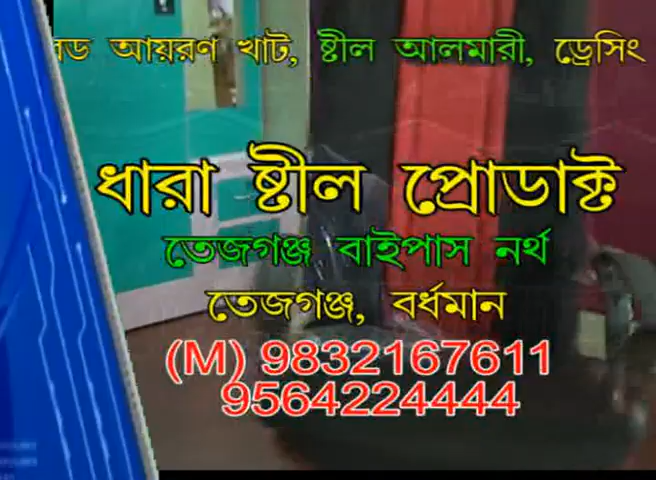 আয়রণ খাট, ষ্টীল আলমারী, ড্রেসিং
ধারা ষ্টীল প্রোডাক্ট
তেজগঞ্জ বাইপাস নর্থ
তেজগঞ্জ, বর্ধমান
(M) 9832167611
9564224444